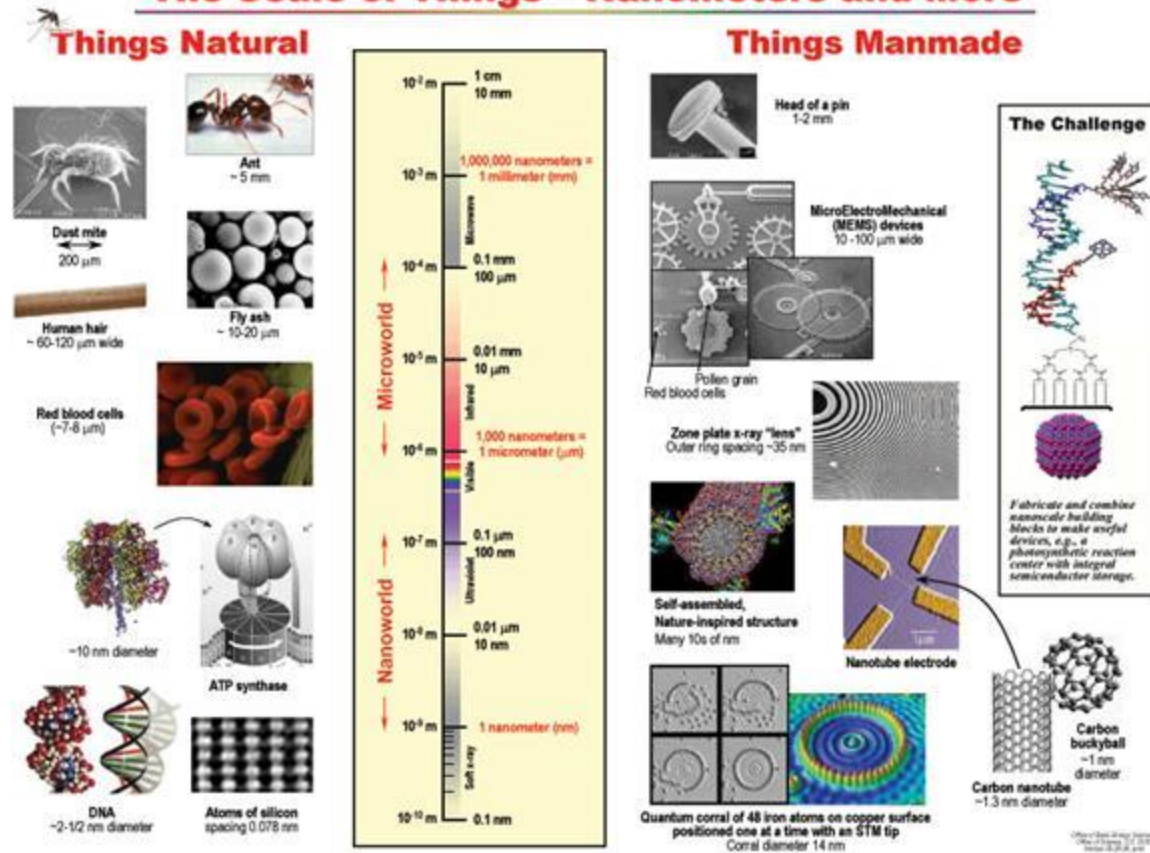 The Scale of Things – Nanometers and More
Things Natural
Things Manmade
Ant
~ 5 mm
Dust mite
200 μm
Human hair
~ 60-120 μm wide
Fly ash
~ 10-20 μm
Red blood cells
(~7-8 μm)
~10 nm diameter
ATP synthase
DNA
~2-1/2 nm diameter
Atoms of silicon
spacing 0.078 nm
Microworld
Nanoworld
10-2 m
1 cm
10 mm
1,000,000 nanometers =
10-3 m
1 millimeter (mm)
Microwave
10-4 m
0.1 mm
100 μm
10-5 m
0.01 mm
10 μm
Infrared
1,000 nanometers =
10-6 m
1 micrometer (μm)
Visible
10-7 m
0.1 μm
100 nm
Ultraviolet
10-8 m
0.01 μm
10 nm
10-9 m
1 nanometer (nm)
Soft x-ray
10-10 m
0.1 nm
Head of a pin
1-2 mm
MicroElectroMechanical
(MEMS) devices
10 -100 μm wide
Pollen grain
Red blood cells
Zone plate x-ray "lens"
Outer ring spacing ~35 nm
Self-assembled,
Nature-inspired structure
Many 10s of nm
1μm
Nanotube electrode
Carbon
buckyball
~1 nm
diameter
Carbon nanotube
~1.3 nm diameter
Quantum corral of 48 iron atoms on copper surface
positioned one at a time with an STM tip
Corral diameter 14 nm
The Challenge
Fabricate and combine
nanoscale building
blocks to make useful
devices, e.g., a
photosynthetic reaction
center with integral
semiconductor storage.